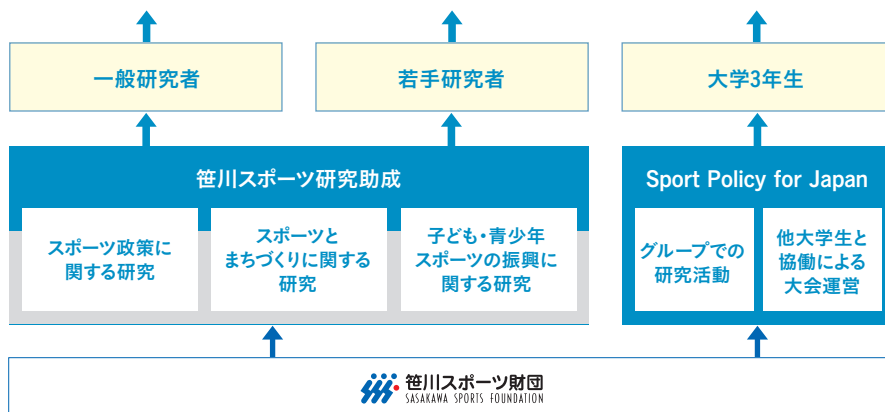 一般研究者
若手研究者
大学3年生
笹川スポーツ研究助成
スポーツ政策に
関する研究
スポーツと
まちづくりに関する
研究
子ども・青少年
スポーツの振興に
関する研究
Sport Policy for Japan
グループでの
研究活動
他大学生と
協働による
大会運営
笹川スポーツ財団
SASAKAWA SPORTS FOUNDATION